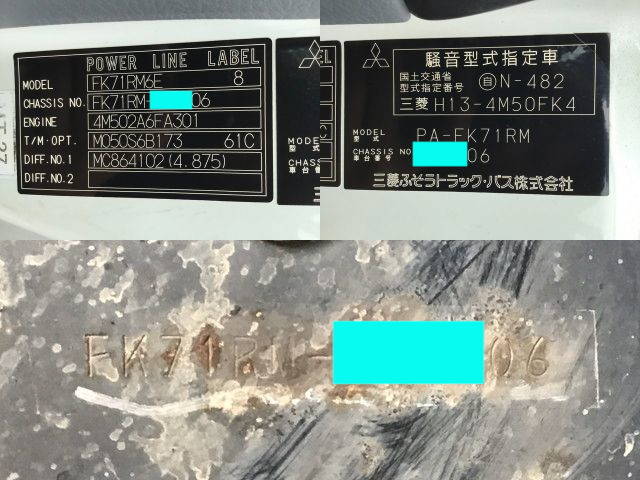 POWER LINE LABEL
MODEL FK71RM6E 8
CHASSIS NO. FK71RM- 06
ENGINE 4M502A6FA301
T/M·OPT. M050S6B173 61C
DIFF.NO.1 MC864102(4.875)
DIFF.NO.2
騒音型式指定車
国土交通省
型式指定番号 自N-482
三菱 H13-4M50FK4
MODEL
型式 PA-FK71RM
CHASSIS NO
車台番号 06
三菱ふそうトラック・バス株式会社
FK71RM- 06